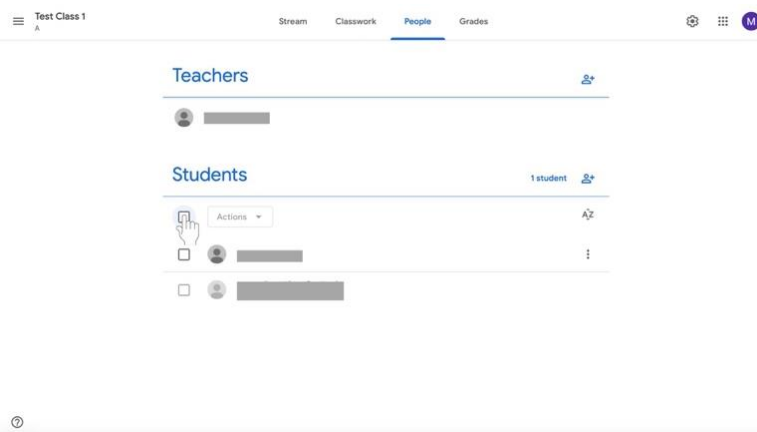 Test Class 1
A
Stream Classwork People Grades
M
Teachers
Students
1 student
Actions
AZ